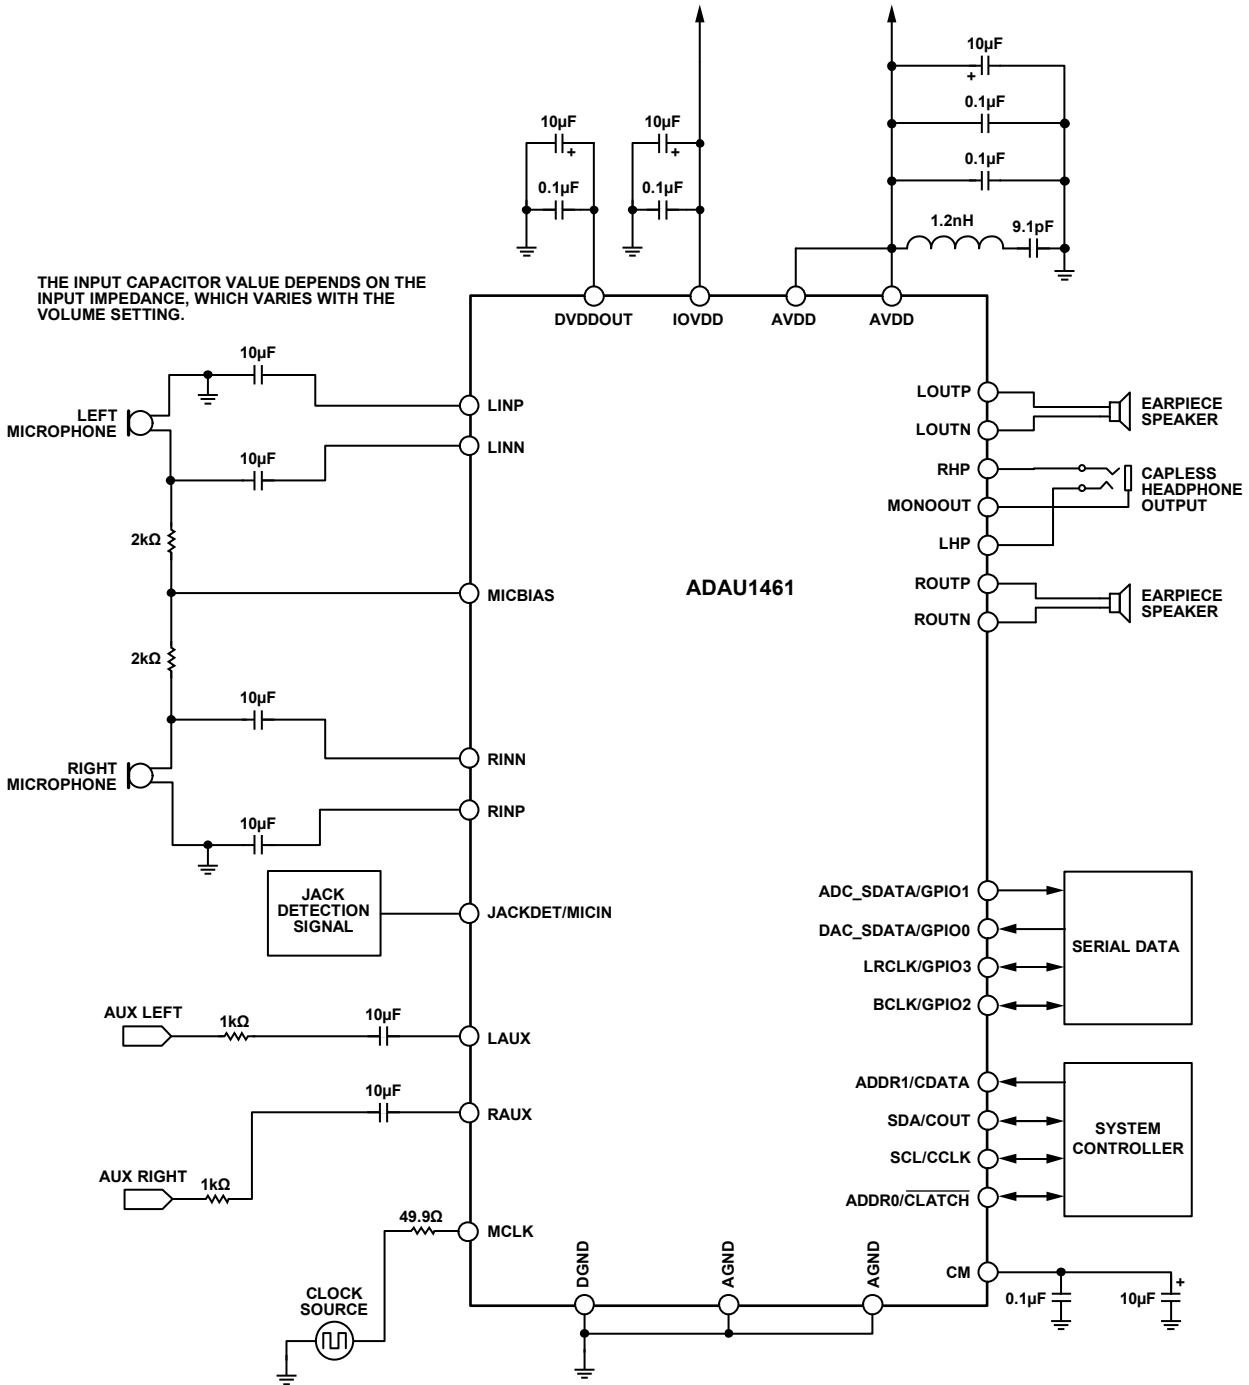 10µF
0.1µF
10µF
10µF
0.1µF
0.1µF
0.1µF
1.2nH
9.1pF
+
+
+
THE INPUT CAPACITOR VALUE DEPENDS ON THE
INPUT IMPEDANCE, WHICH VARIES WITH THE
VOLUME SETTING.
DVDDOUT
IOVDD
AVDD
AVDD
10µF
LEFT
MICROPHONE
LINP
LINN
10µF
2kΩ
MICBIAS
2kΩ
10µF
RINN
RIGHT
MICROPHONE
RINP
10µF
JACK
DETECTION
SIGNAL
JACKDET/MICIN
AUX LEFT
1kΩ
10µF
LAUX
10µF
RAUX
AUX RIGHT
1kΩ
49.9Ω
MCLK
CLOCK
SOURCE
ADAU1461
LOUTP
LOUTN
EARPIECE
SPEAKER
RHP
MONOOUT
LHP
CAPLESS
HEADPHONE
OUTPUT
ROUTP
ROUTN
EARPIECE
SPEAKER
ADC_SDATA/GPIO1
DAC_SDATA/GPIO0
LRCLK/GPIO3
BCLK/GPIO2
SERIAL DATA
ADDR1/CDATA
SDA/COUT
SCL/CCLK
ADDR0/CLATCH
SYSTEM
CONTROLLER
CM
0.1µF
10µF
+
DGND
AGND
AGND